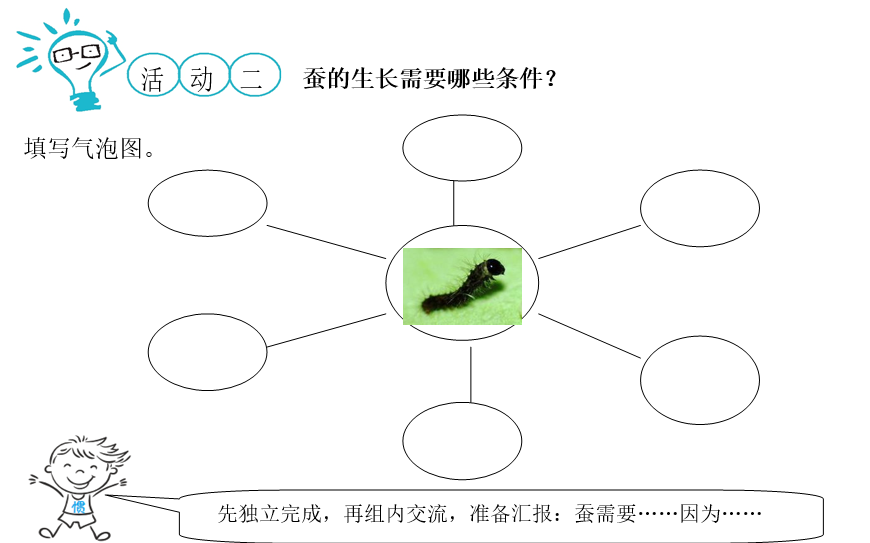 活动二
蚕的生长需要哪些条件？
填写气泡图。
惯
先独立完成，再组内交流，准备汇报：蚕需要……因为……